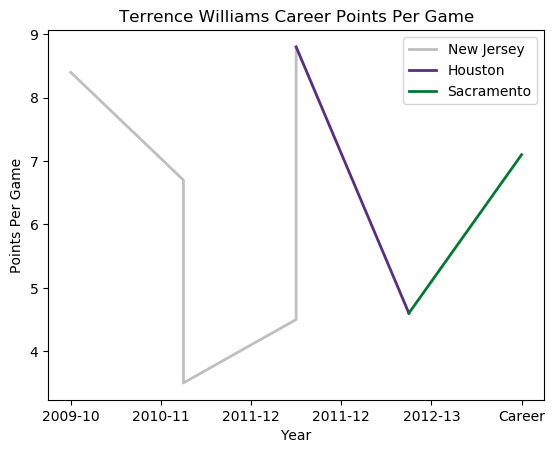 Terrence Williams Career Points Per Game
New Jersey
Houston
Sacramento
Points Per Game
9
8
7
6
5
4
2009-10
2010-11
2011-12
2011-12
2012-13
Career
Year